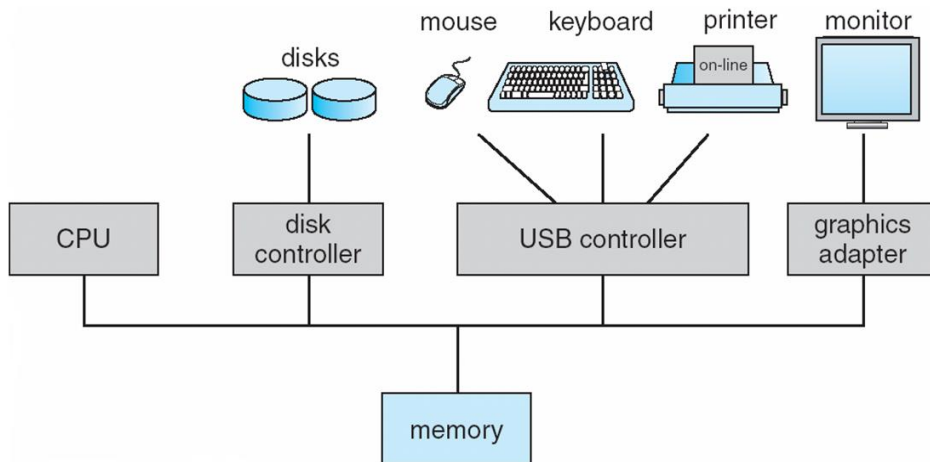 mouse
keyboard
printer
monitor
disks
on-line
CPU
disk
controller
USB controller
graphics
adapter
memory